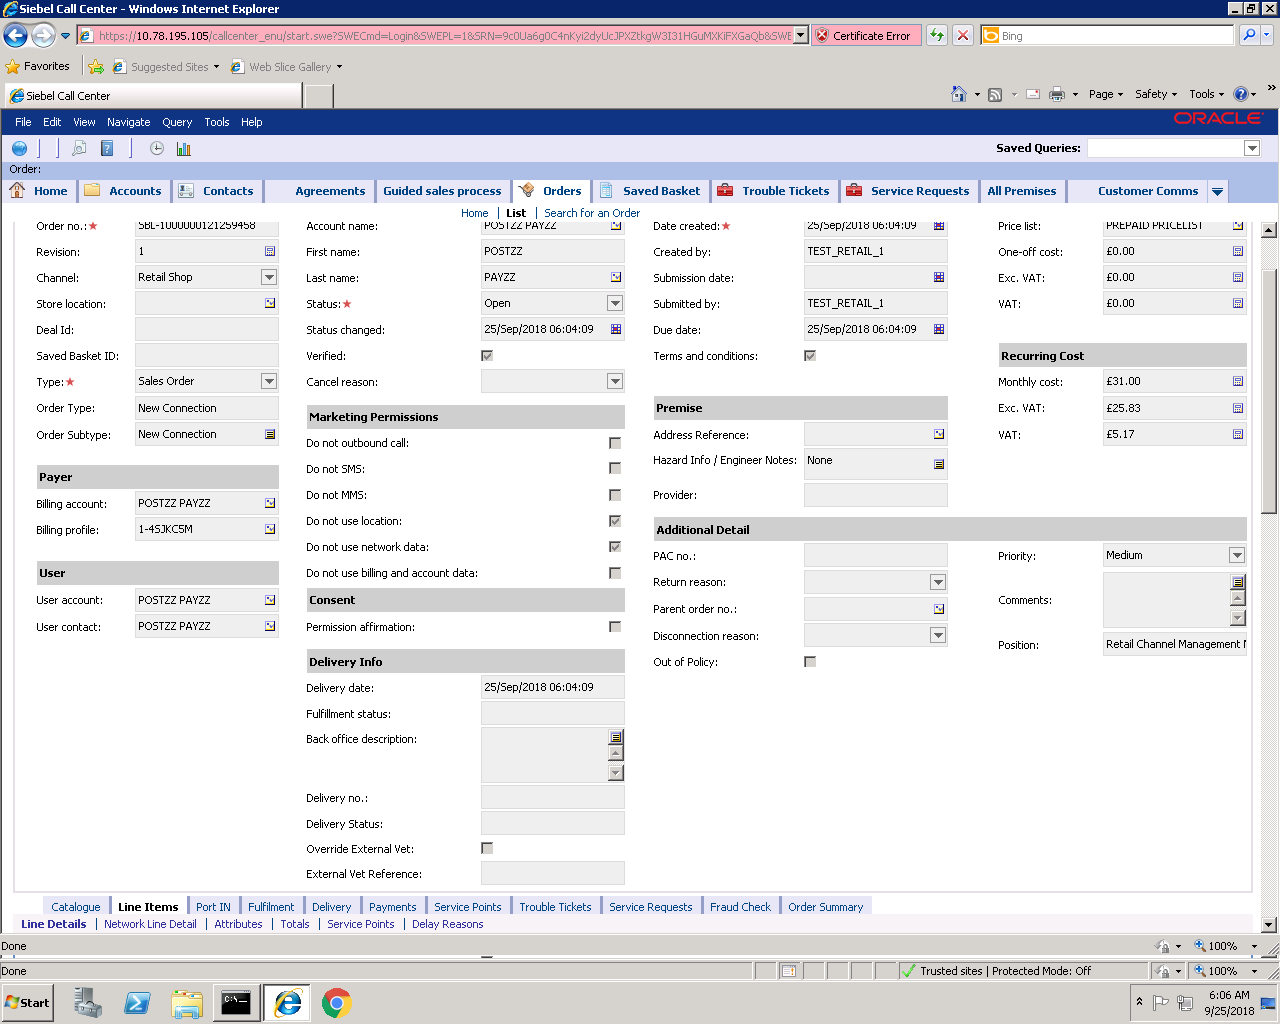 Siebel Call Center - Windows Internet Explorer
https://10.78.195.105/callcenter_enu/start.swe?SWECmd=Login&SWEPL=1&SRN=
Certificate Error
Bing
Favorites
Suggested Sites
Web Slice Gallery
Siebel Call Center
Page Safety Tools
File Edit View Navigate Query Tools Help
ORACLE
Saved Queries:
Order:
Home Accounts Contacts Agreements Guided sales process Orders Saved Basket Trouble Tickets Service Requests All Premises Customer Comms
Home List Search for an Order
Order no.: SBL-1000000121259458
Revision: 1
Channel: Retail Shop
Store location:
Deal Id:
Saved Basket ID:
Type: Sales Order
Order Type: New Connection
Order Subtype: New Connection
Payer
Billing account: POSTZZ PAYZZ
Billing profile: 1-4SJKC5M
User
User account: POSTZZ PAYZZ
User contact: POSTZZ PAYZZ
Account name: POSTZZ PAYZZ
First name: POSTZZ
Last name: PAYZZ
Status: Open
Status changed: 25/Sep/2018 06:04:09
Verified:
Cancel reason:
Marketing Permissions
Do not outbound call:
Do not SMS:
Do not MMS:
Do not use location:
Do not use network data:
Do not use billing and account data:
Consent
Permission affirmation:
Delivery Info
Delivery date: 25/Sep/2018 06:04:09
Fulfillment status:
Back office description:
Delivery no.:
Delivery Status:
Override External Vet:
External Vet Reference:
Date created: 25/Sep/2018 06:04:09
Created by: TEST_RETAIL_1
Submission date:
Submitted by: TEST_RETAIL_1
Due date: 25/Sep/2018 06:04:09
Terms and conditions:
Premise
Address Reference:
Hazard Info / Engineer Notes: None
Provider:
Additional Detail
PAC no.:
Return reason:
Parent order no.:
Disconnection reason:
Out of Policy:
Price list: PREPAID PRICELIST
One-off cost: £0.00
Exc. VAT: £0.00
VAT: £0.00
Recurring Cost
Monthly cost: £31.00
Exc. VAT: £25.83
VAT: £5.17
Priority: Medium
Comments:
Position: Retail Channel Management
Catalogue Line Items Port IN Fulfilment Delivery Payments Service Points Trouble Tickets Service Requests Fraud Check Order Summary
Line Details Network Line Detail Attributes Totals Service Points Delay Reasons
Done
100%
Done
Trusted sites | Protected Mode: Off
100%
Start
6:06 AM
9/25/2018